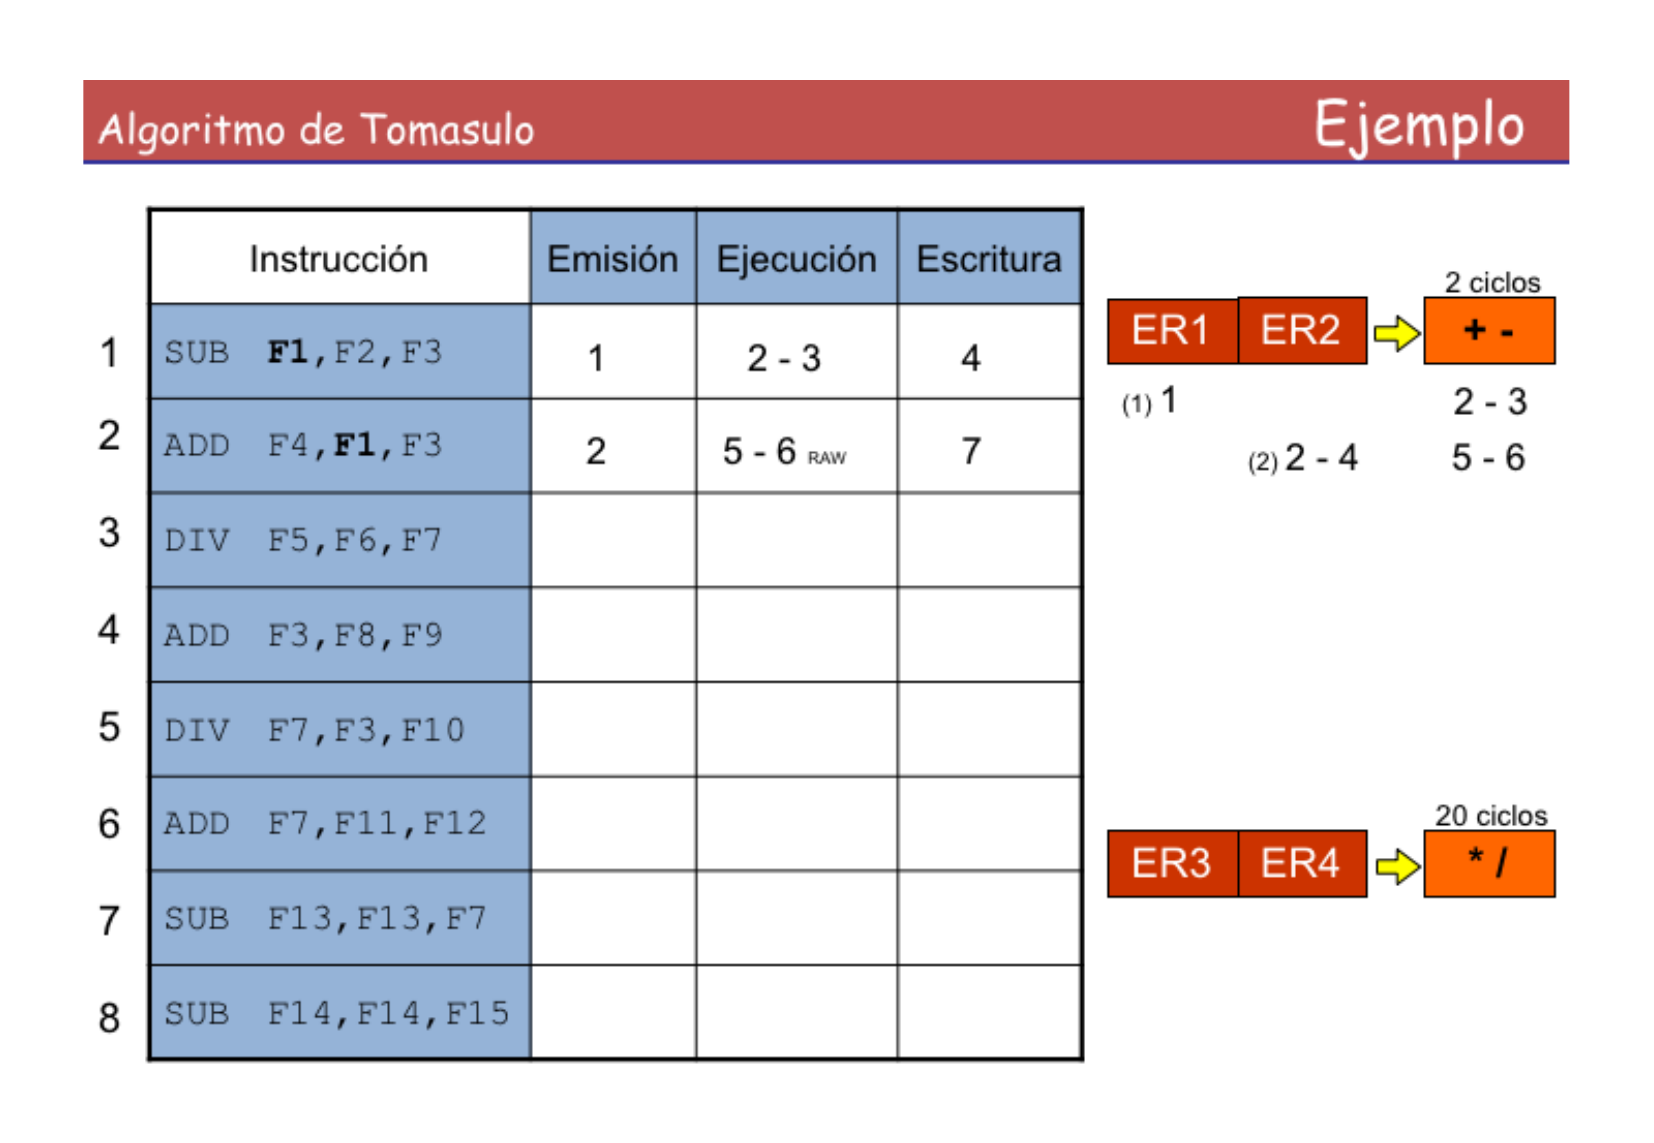 Algoritmo de Tomasulo Ejemplo
Instrucción Emisión Ejecución Escritura
1 SUB F1,F2,F3 1 2 - 3 4
2 ADD F4,F1,F3 2 5 - 6 RAW 7
3 DIV F5,F6,F7
4 ADD F3,F8,F9
5 DIV F7,F3,F10
6 ADD F7,F11,F12
7 SUB F13,F13,F7
8 SUB F14,F14,F15
2 ciclos
ER1 ER2 + -
(1) 1 2 - 3
(2) 2 - 4 5 - 6
20 ciclos
ER3 ER4 * /